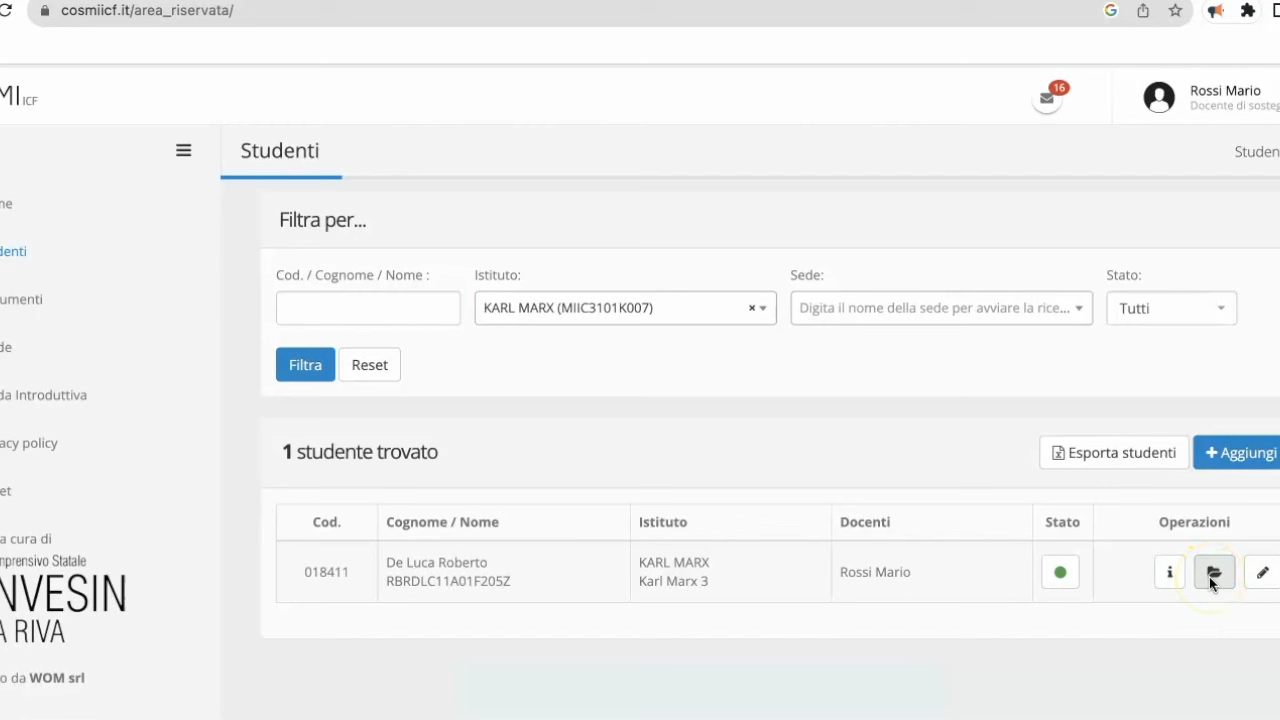 cosmiicf.it/area_riservata/
MI ICF
16
Rossi Mario
Docente di sosteg
Studenti
Studen
me
denti
umenti
de
da Introduttiva
acy policy
et
a cura di
mprensivo Statale
NVESIN
A RIVA
o da WOM srl
Filtra per...
Cod. / Cognome / Nome :
Istituto:
Sede:
Stato:
KARL MARX (MIIC3101K007)
×
Digita il nome della sede per avviare la rice...
Tutti
Filtra
Reset
1 studente trovato
Esporta studenti
+ Aggiungi
Cod.
Cognome / Nome
Istituto
Docenti
Stato
Operazioni
018411
De Luca Roberto
RBRDLC11A01F205Z
KARL MARX
Karl Marx 3
Rossi Mario
i